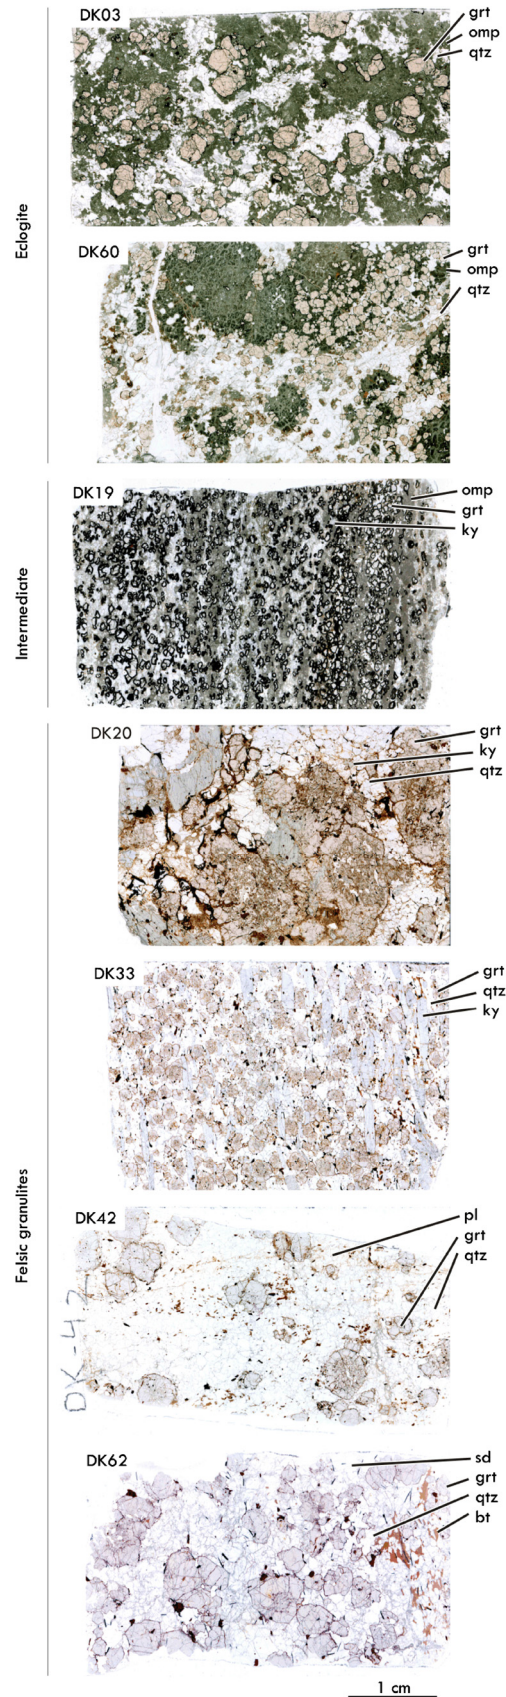 DK03
grt
omp
qtz
Eclogite
DK60
grt
omp
qtz
DK19
omp
grt
ky
Intermediate
DK20
grt
ky
qtz
DK33
grt
qtz
ky
Felsic granulites
DK42
pl
grt
qtz
DK-42
DK62
sd
grt
qtz
bt
1 cm